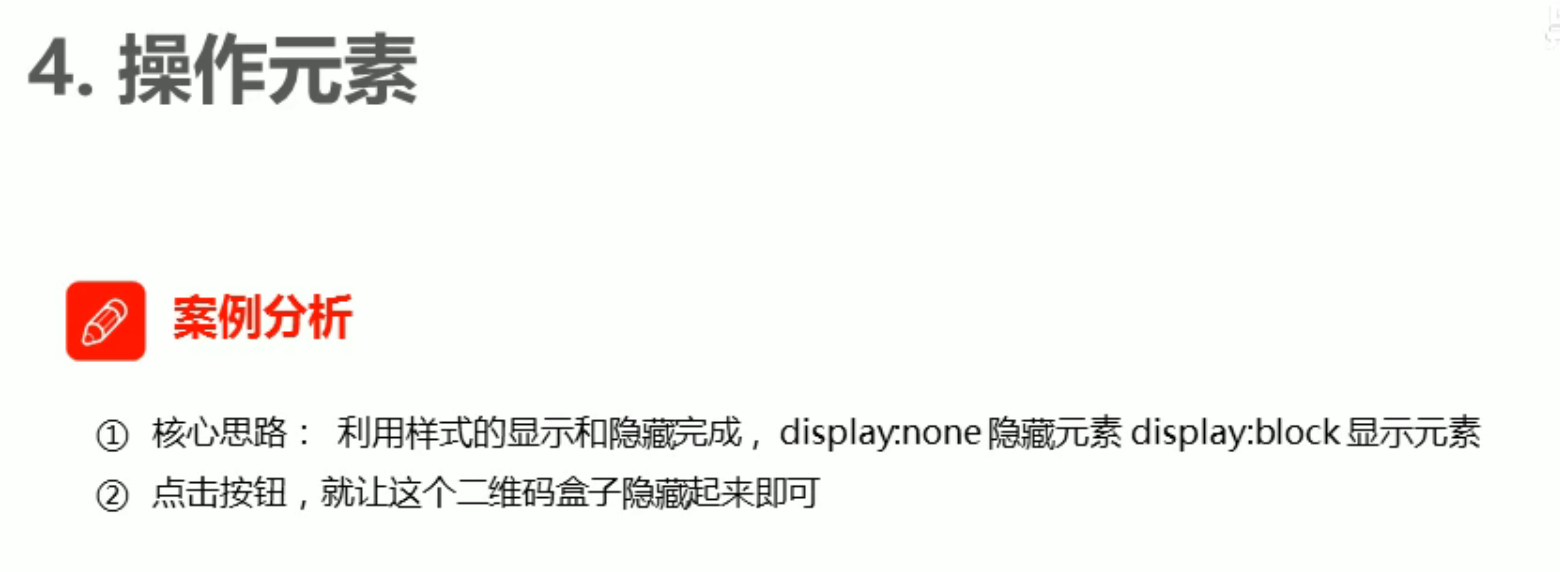 4. 操作元素
案例分析
① 核心思路： 利用样式的显示和隐藏完成，display:none 隐藏元素 display:block 显示元素
② 点击按钮，就让这个二维码盒子隐藏起来即可